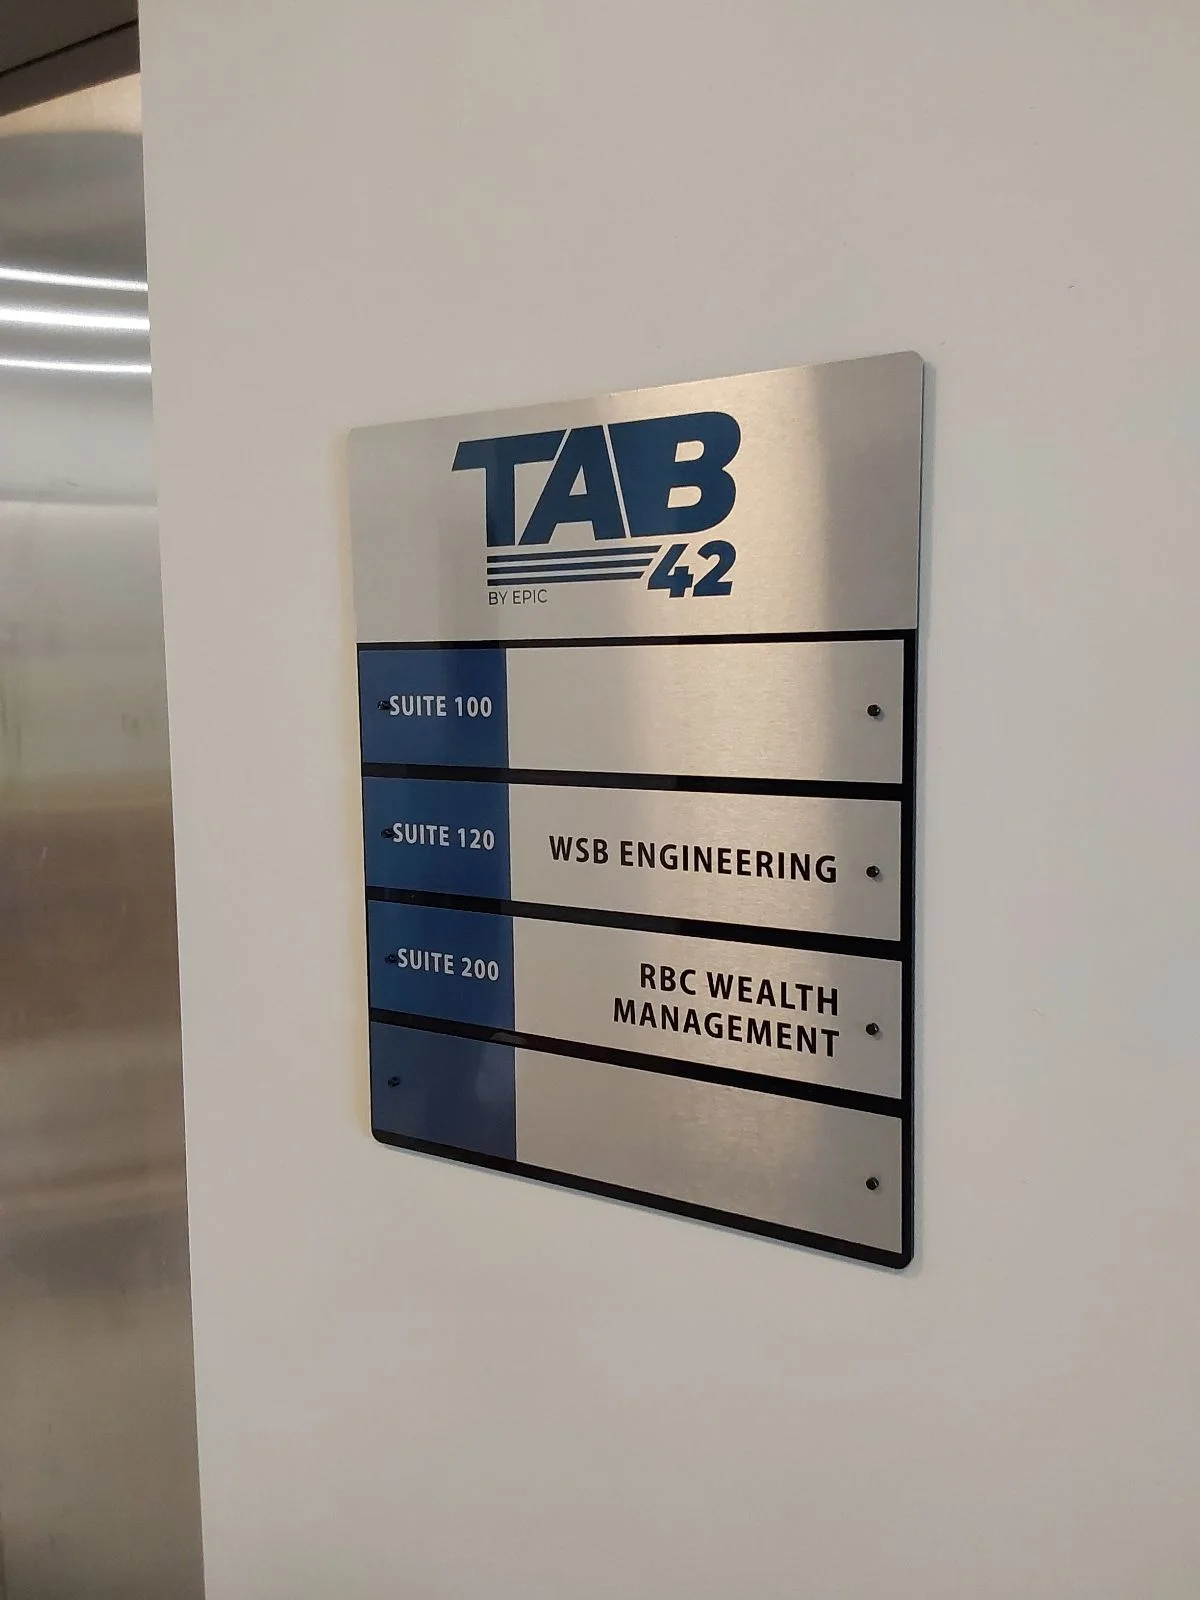 TAB
42
BY EPIC
SUITE 100
SUITE 120 WSB ENGINEERING
SUITE 200 RBC WEALTH
MANAGEMENT